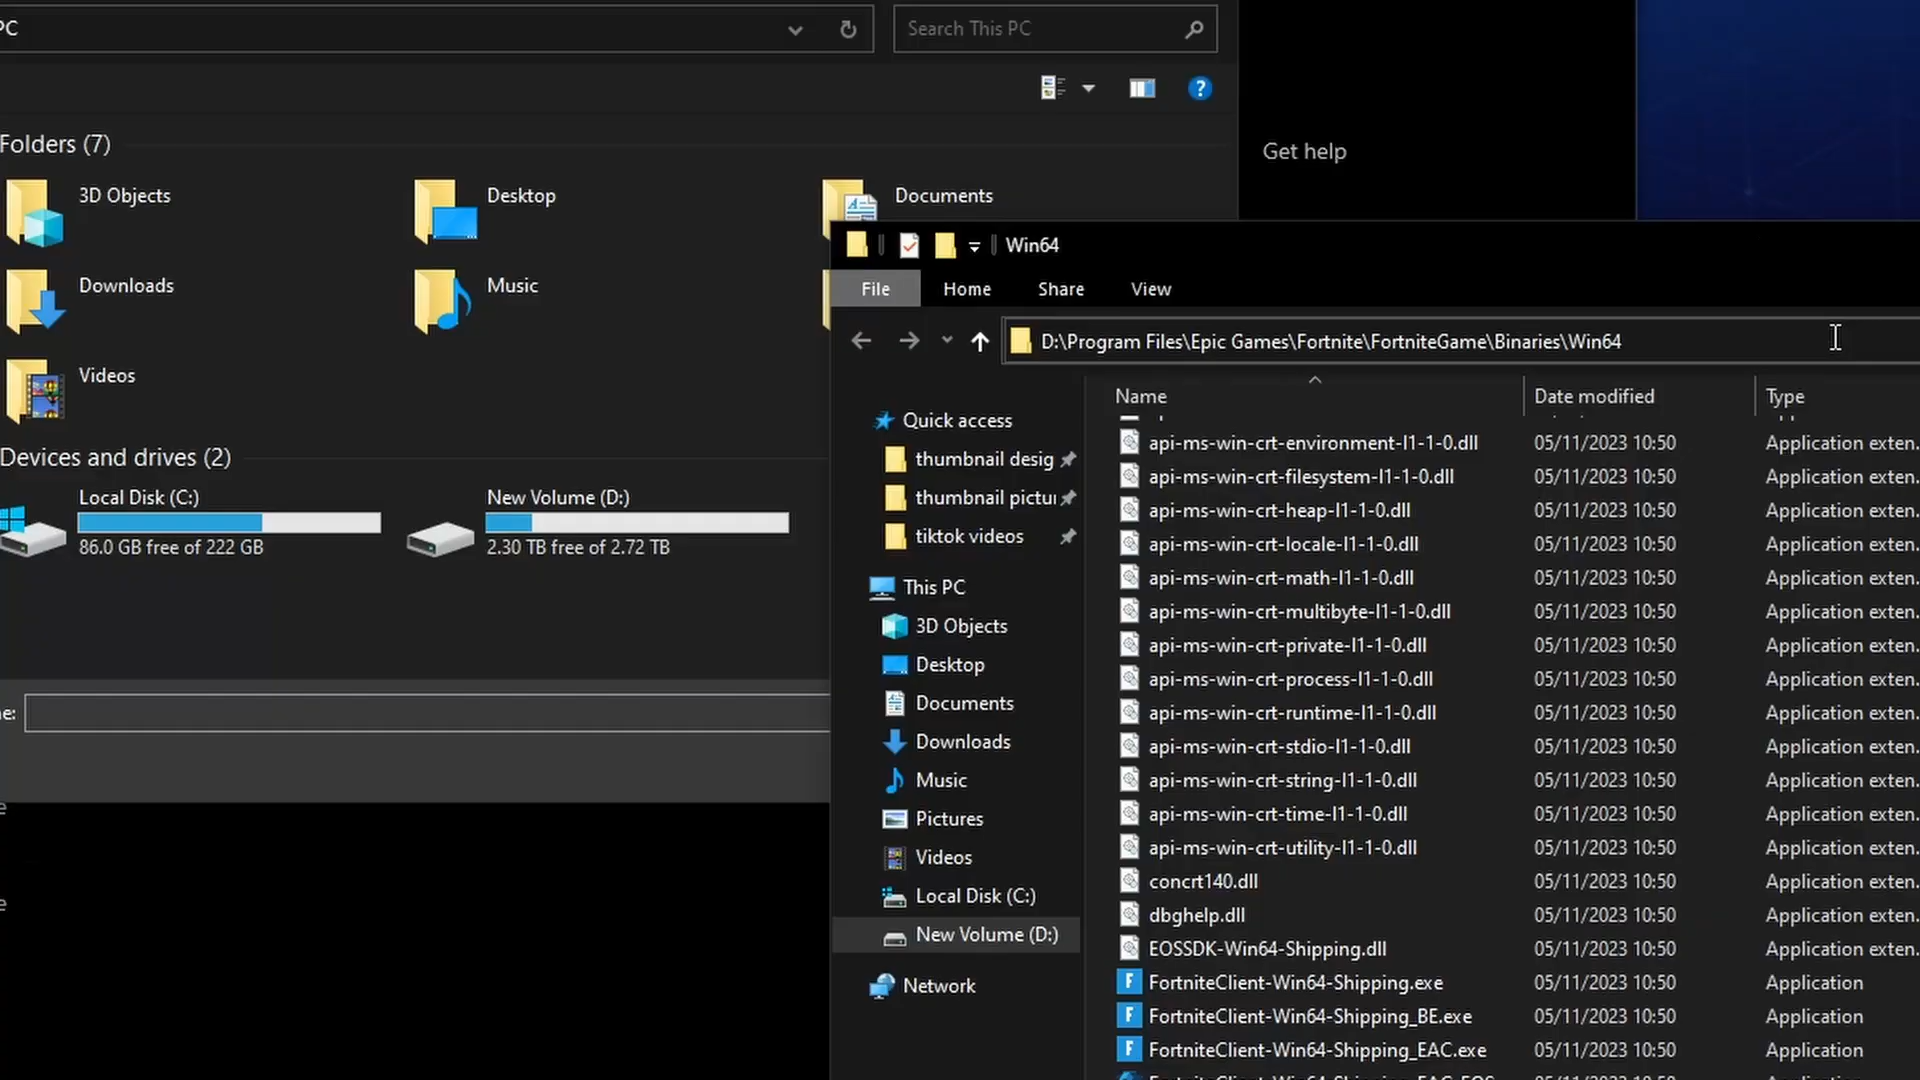 PC
Search This PC
?
Get help
Folders (7)
3D Objects
Desktop
Documents
Downloads
Music
Videos
Devices and drives (2)
Local Disk (C:)
86.0 GB free of 222 GB
New Volume (D:)
2.30 TB free of 2.72 TB
e:
Win64
File Home Share View
D:\Program Files\Epic Games\Fortnite\FortniteGame\Binaries\Win64
Quick access
thumbnail desig
thumbnail pictur
tiktok videos
This PC
3D Objects
Desktop
Documents
Downloads
Music
Pictures
Videos
Local Disk (C:)
New Volume (D:)
Network
Name Date modified Type
api-ms-win-crt-environment-l1-1-0.dll 05/11/2023 10:50 Application exten...
api-ms-win-crt-filesystem-l1-1-0.dll 05/11/2023 10:50 Application exten...
api-ms-win-crt-heap-l1-1-0.dll 05/11/2023 10:50 Application exten...
api-ms-win-crt-locale-l1-1-0.dll 05/11/2023 10:50 Application exten...
api-ms-win-crt-math-l1-1-0.dll 05/11/2023 10:50 Application exten...
api-ms-win-crt-multibyte-l1-1-0.dll 05/11/2023 10:50 Application exten...
api-ms-win-crt-private-l1-1-0.dll 05/11/2023 10:50 Application exten...
api-ms-win-crt-process-l1-1-0.dll 05/11/2023 10:50 Application exten...
api-ms-win-crt-runtime-l1-1-0.dll 05/11/2023 10:50 Application exten...
api-ms-win-crt-stdio-l1-1-0.dll 05/11/2023 10:50 Application exten...
api-ms-win-crt-string-l1-1-0.dll 05/11/2023 10:50 Application exten...
api-ms-win-crt-time-l1-1-0.dll 05/11/2023 10:50 Application exten...
api-ms-win-crt-utility-l1-1-0.dll 05/11/2023 10:50 Application exten...
concrt140.dll 05/11/2023 10:50 Application exten...
dbghelp.dll 05/11/2023 10:50 Application exten...
EOSSDK-Win64-Shipping.dll 05/11/2023 10:50 Application exten...
FortniteClient-Win64-Shipping.exe 05/11/2023 10:50 Application
FortniteClient-Win64-Shipping_BE.exe 05/11/2023 10:50 Application
FortniteClient-Win64-Shipping_EAC.exe 05/11/2023 10:50 Application